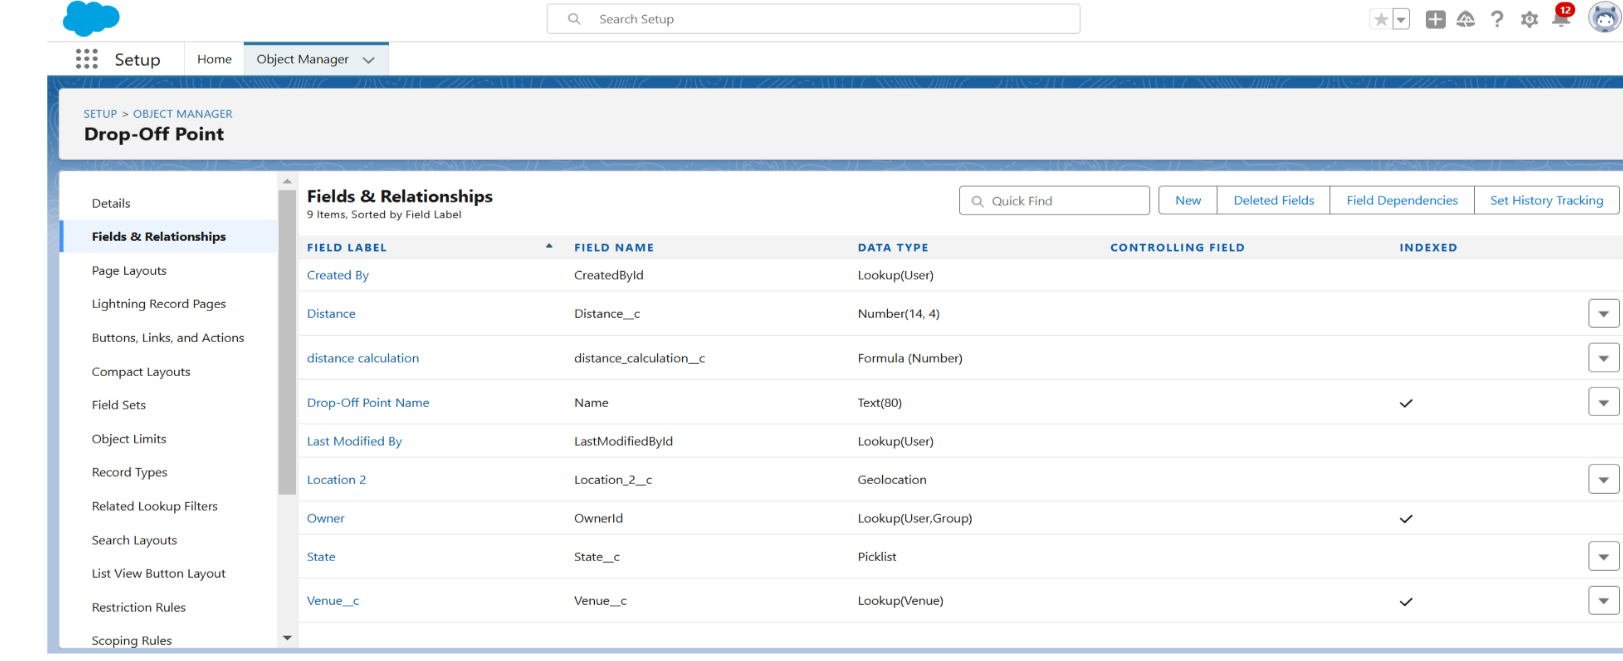 Search Setup
12
Setup
Home
Object Manager
SETUP > OBJECT MANAGER
Drop-Off Point
Details
Fields & Relationships
Page Layouts
Lightning Record Pages
Buttons, Links, and Actions
Compact Layouts
Field Sets
Object Limits
Record Types
Related Lookup Filters
Search Layouts
List View Button Layout
Restriction Rules
Scoping Rules
Fields & Relationships
9 Items, Sorted by Field Label
Quick Find
New
Deleted Fields
Field Dependencies
Set History Tracking
FIELD LABEL FIELD NAME DATA TYPE CONTROLLING FIELD INDEXED
Created By CreatedById Lookup(User)
Distance Distance__c Number(14, 4)
distance calculation distance_calculation__c Formula (Number)
Drop-Off Point Name Name Text(80)
Last Modified By LastModifiedById Lookup(User)
Location 2 Location_2__c Geolocation
Owner OwnerId Lookup(User,Group)
State State__c Picklist
Venue__c Venue__c Lookup(Venue)